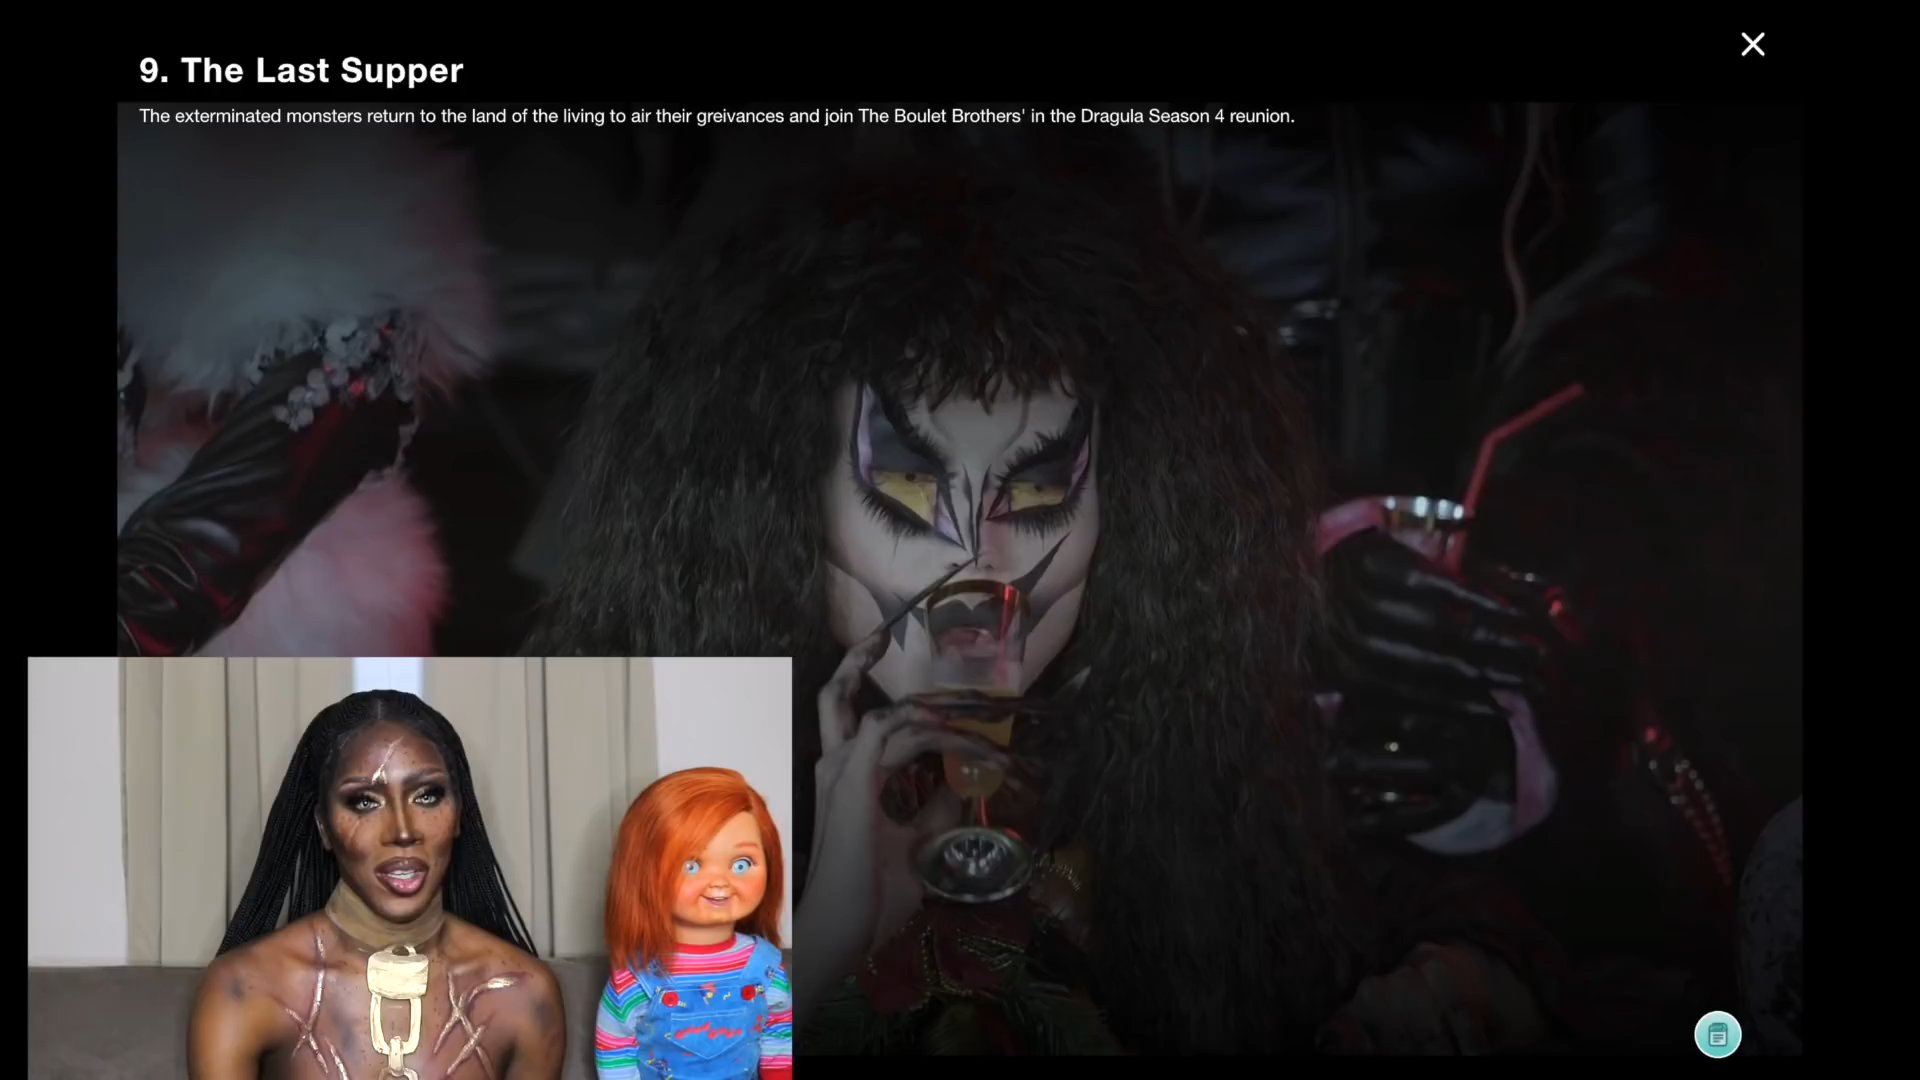 9. The Last Supper
The exterminated monsters return to the land of the living to air their greivances and join The Boulet Brothers' in the Dragula Season 4 reunion.